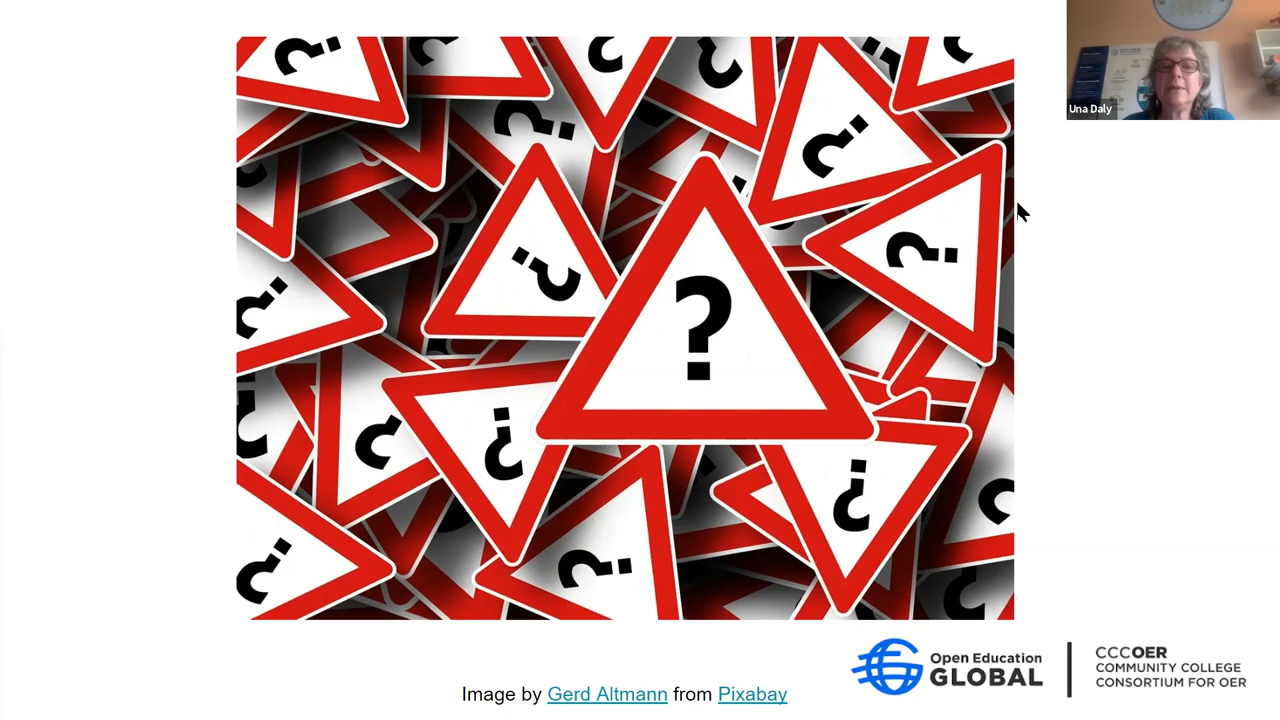 Una Daly
?
Open Education
GLOBAL
CCCOER
COMMUNITY COLLEGE
CONSORTIUM FOR OER
Image by Gerd Altmann from Pixabay